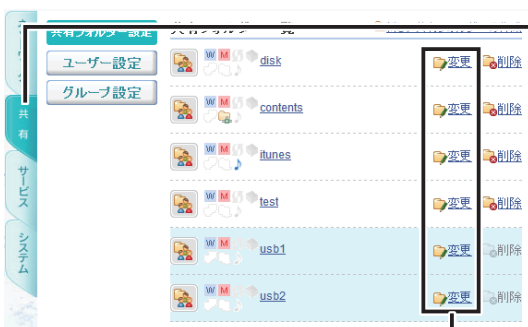 共有フォルダー設定
ユーザー設定
グループ設定
共有
サービス
システム
W M disk 変更 削除
W M contents 変更 削除
W M itunes 変更 削除
W M test 変更 削除
W M usb1 変更 削除
W M usb2 変更 削除